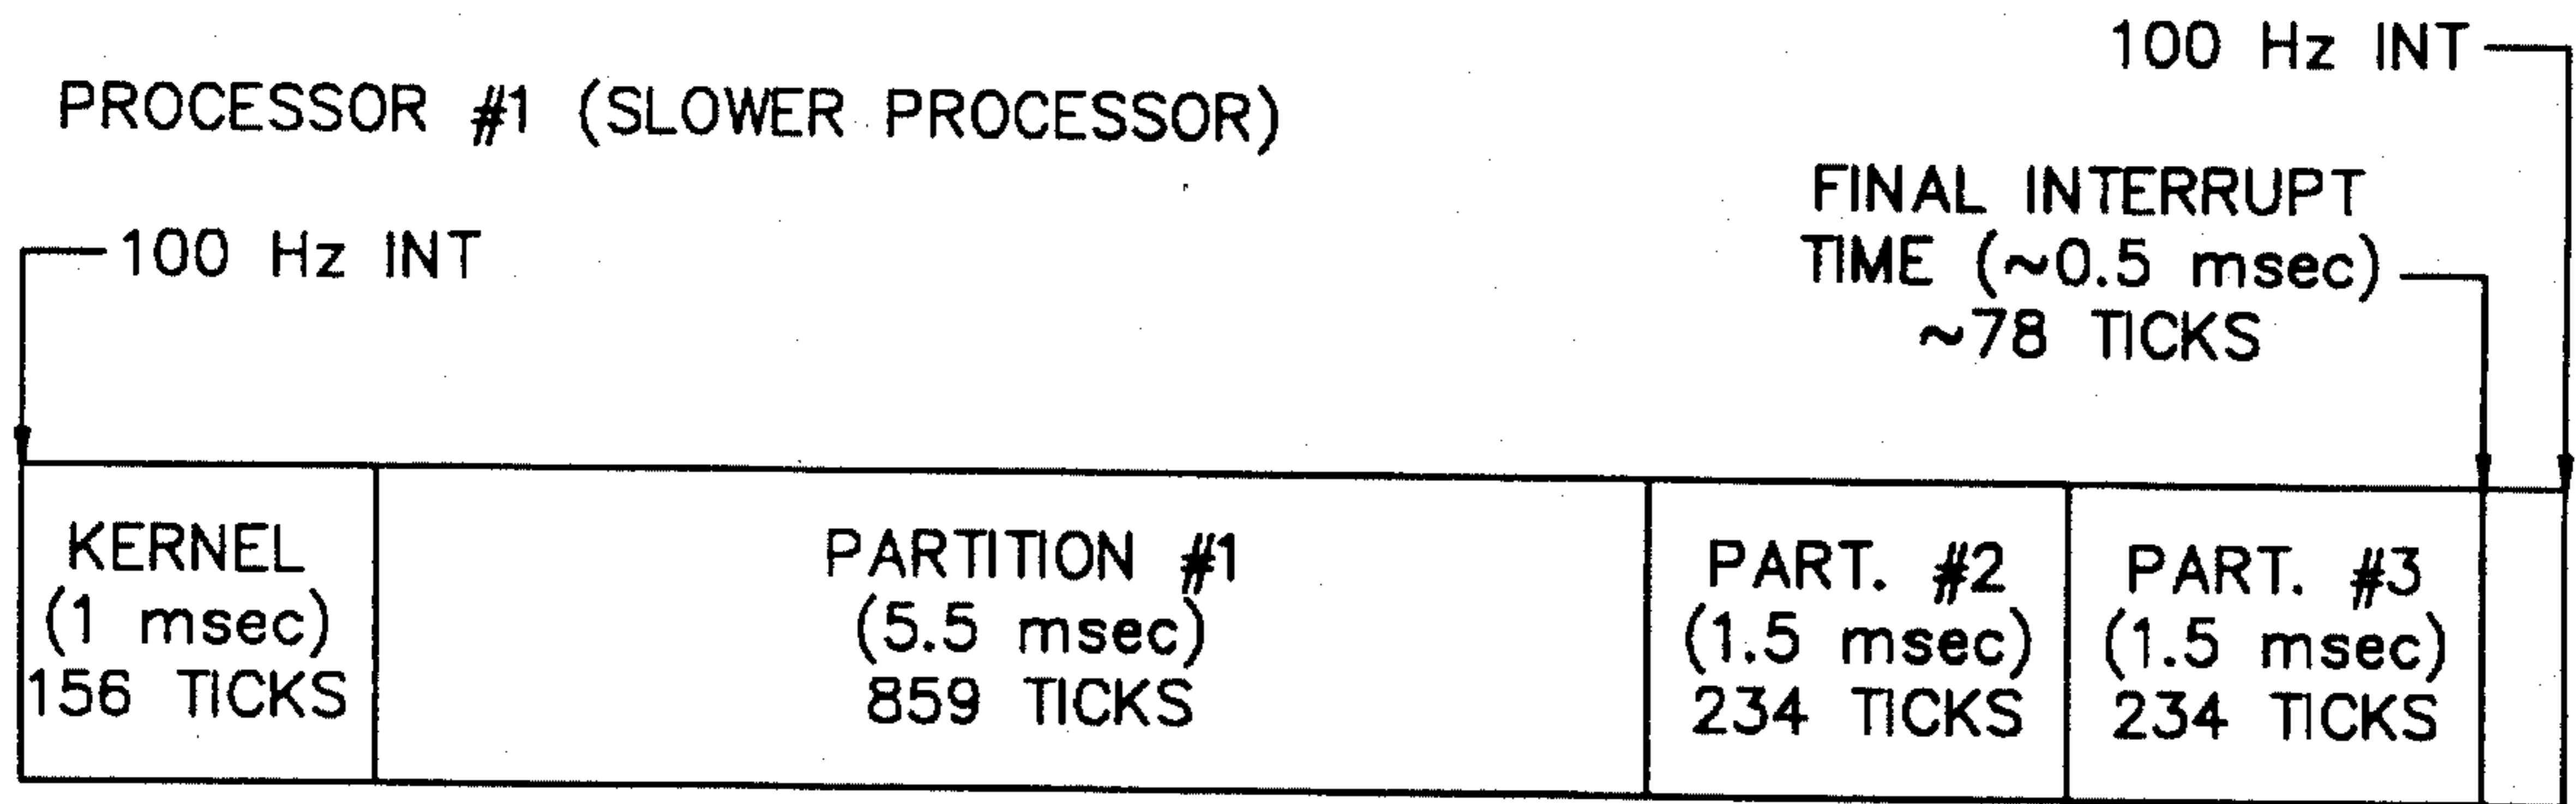 100 Hz INT
PROCESSOR #1 (SLOWER PROCESSOR)
FINAL INTERRUPT
TIME (~0.5 msec)
~78 TICKS
100 Hz INT
KERNEL
(1 msec)
156 TICKS
PARTITION #1
(5.5 msec)
859 TICKS
PART. #2
(1.5 msec)
234 TICKS
PART. #3
(1.5 msec)
234 TICKS